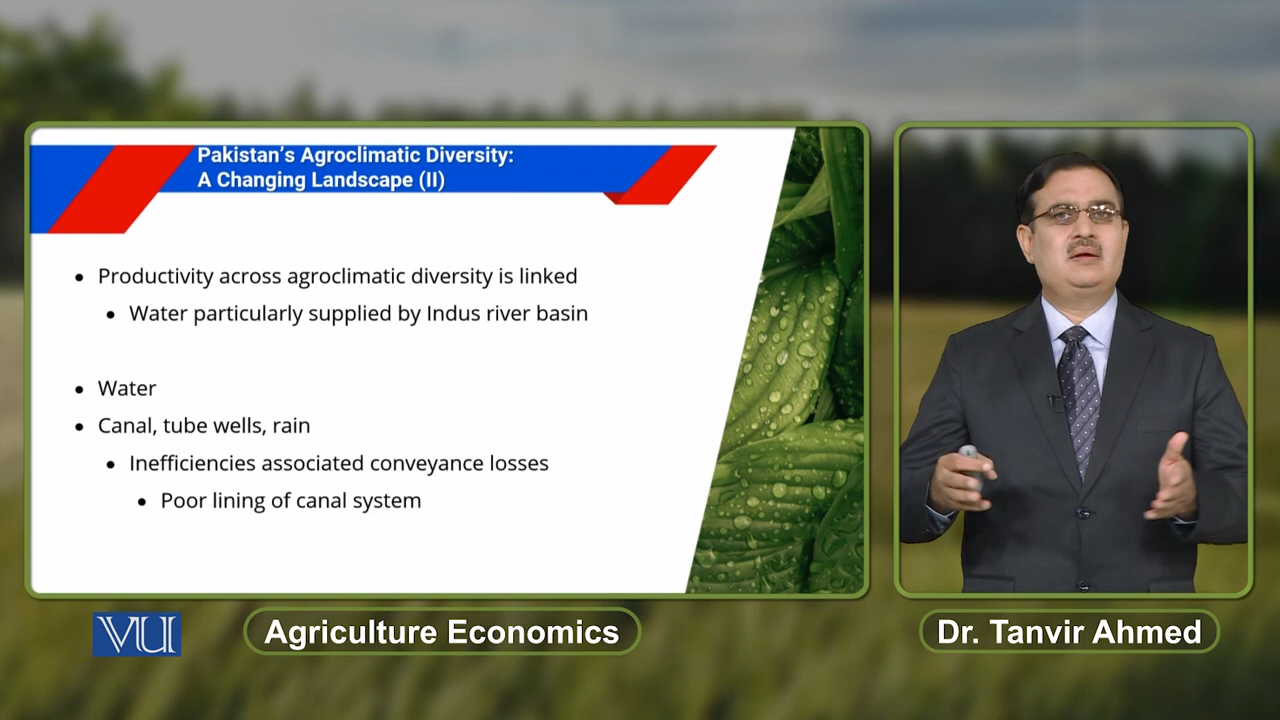 Pakistan's Agroclimatic Diversity:
A Changing Landscape (II)
• Productivity across agroclimatic diversity is linked
• Water particularly supplied by Indus river basin
• Water
• Canal, tube wells, rain
• Inefficiencies associated conveyance losses
• Poor lining of canal system
VU
Agriculture Economics
Dr. Tanvir Ahmed